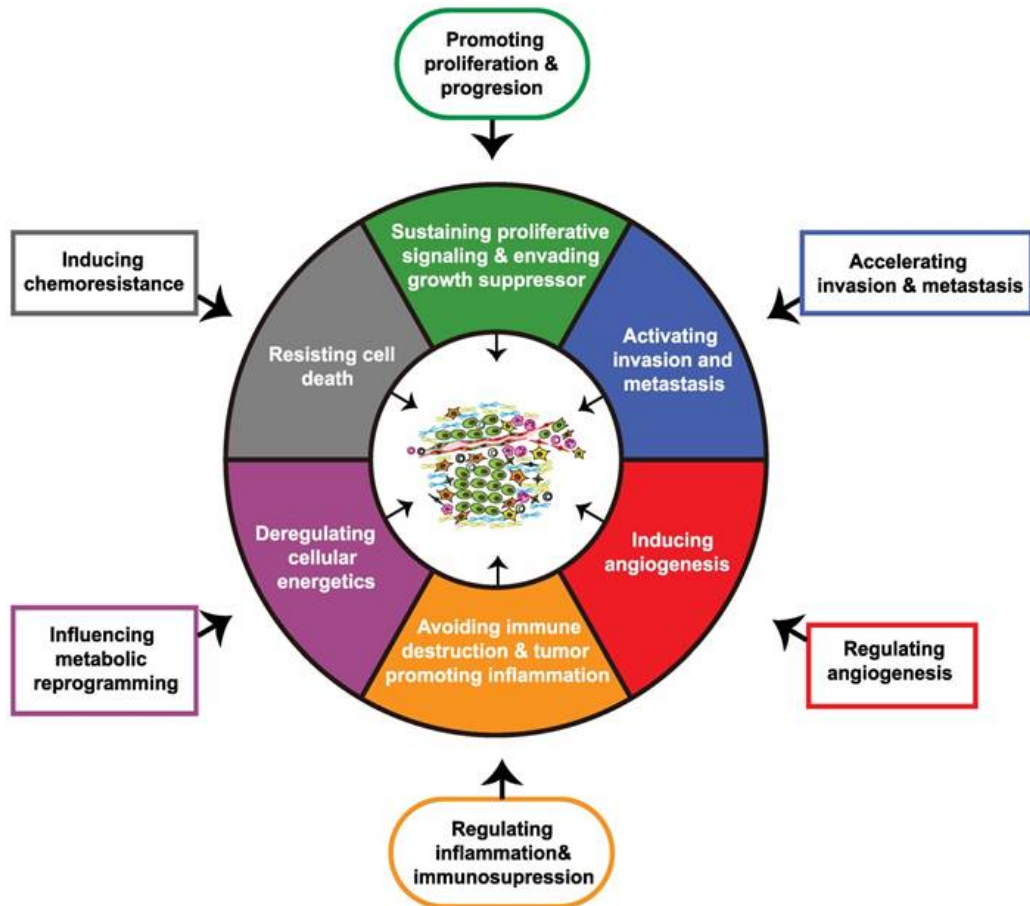 Promoting
proliferation &
progresion
Sustaining proliferative
signaling & envading
growth suppressor
Inducing
chemoresistance
Accelerating
invasion & metastasis
Resisting cell
death
Activating
invasion and
metastasis
Deregulating
cellular
energetics
Inducing
angiogenesis
Avoiding immune
destruction & tumor
promoting inflammation
Influencing
metabolic
reprogramming
Regulating
angiogenesis
Regulating
inflammation&
immunosupression